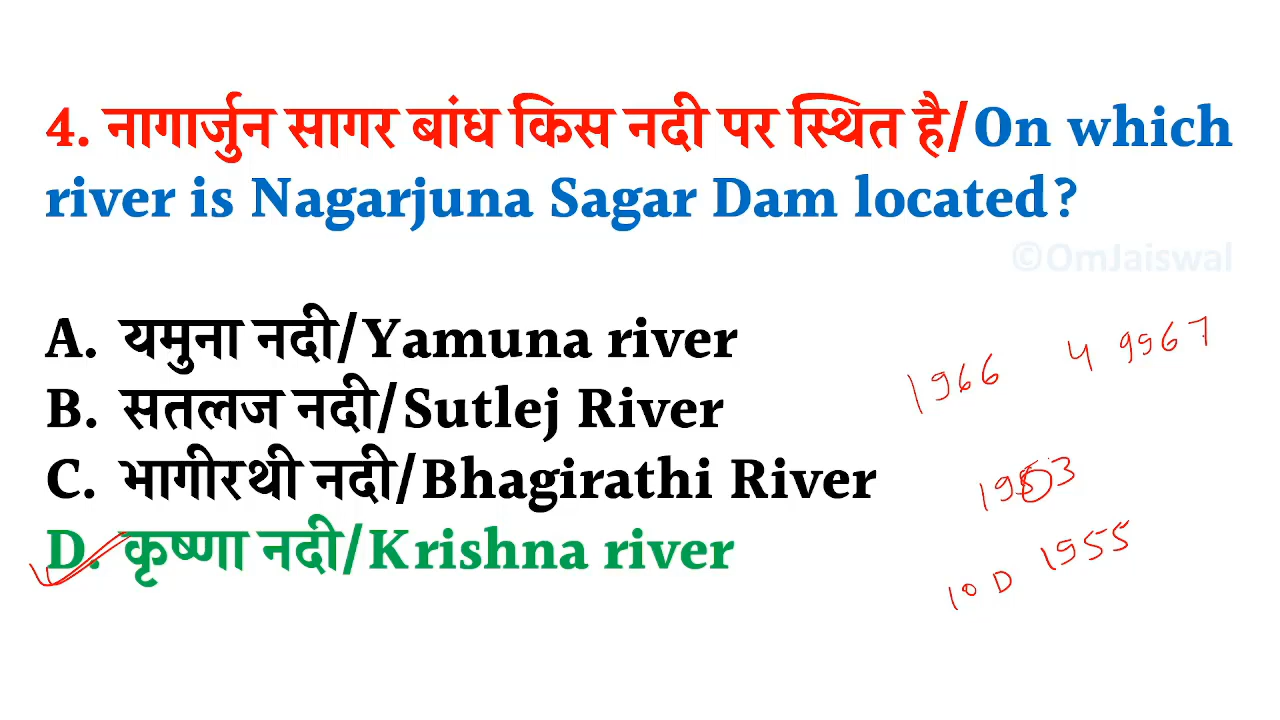 4. नागार्जुन सागर बांध किस नदी पर स्थित है/On which
river is Nagarjuna Sagar Dam located?
©OmJaiswal
A. यमुना नदी/Yamuna river
B. सतलज नदी/Sutlej River
C. भागीरथी नदी/Bhagirathi River
D. कृष्णा नदी/Krishna river
1966
1955
10 D